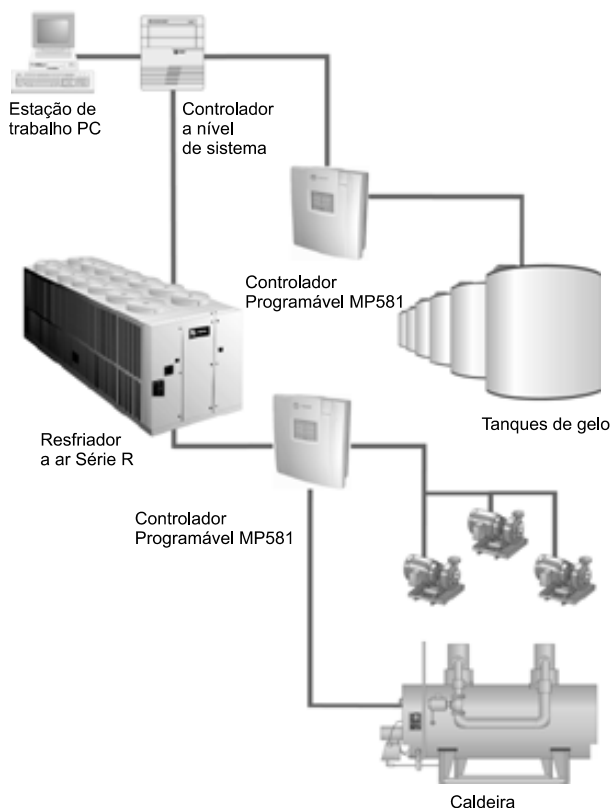 Estação de
trabalho PC
Controlador
a nível
de sistema
Controlador
Programável MP581
Tanques de gelo
Resfriador
a ar Série R
Controlador
Programável MP581
Caldeira